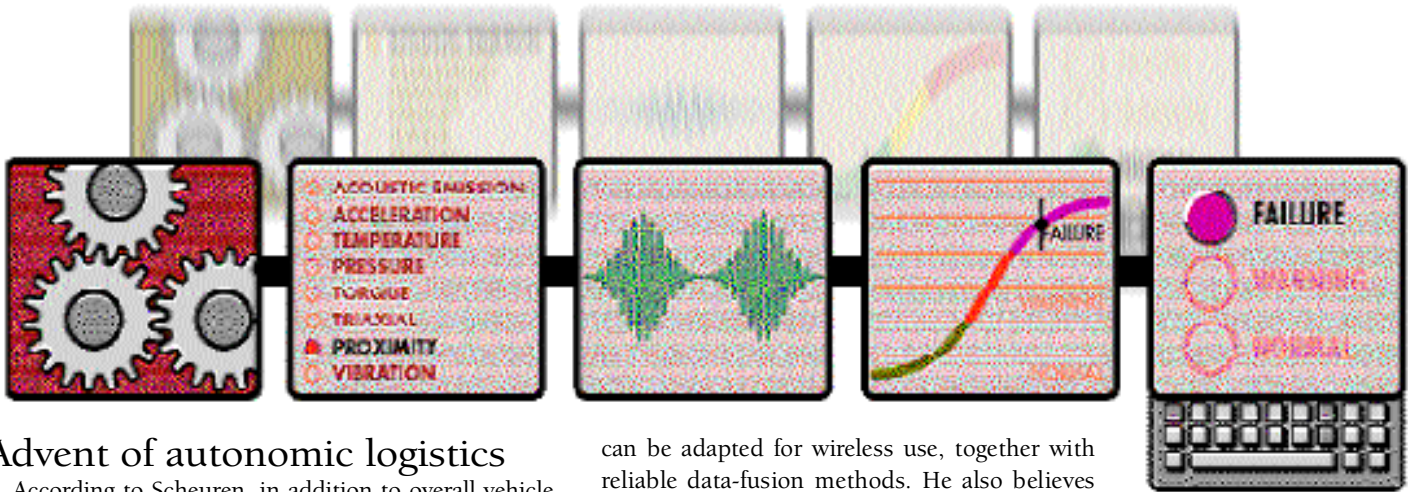 ACOUSTIC EMISSION
ACCELERATION
TEMPERATURE
PRESSURE
TORQUE
TRIAXIAL
PROXIMITY
VIBRATION
FAILURE
WARNING
NORMAL
FAILURE
WARNING
NORMAL
Advent of autonomic logistics
According to Scheuren, in addition to overall vehicle
can be adapted for wireless use, together with
reliable data-fusion methods. He also believes